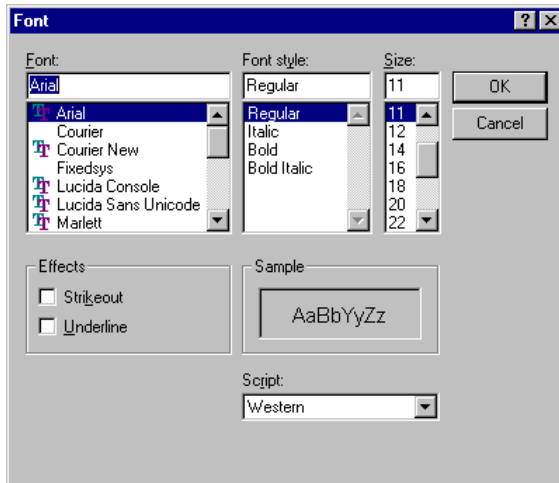 Font
Font:
Arial
Arial
Courier
Courier New
Fixedsys
Lucida Console
Lucida Sans Unicode
Marlett
Font style:
Regular
Regular
Italic
Bold
Bold Italic
Size:
11
11
12
14
16
18
20
22
OK
Cancel
Effects
Strikeout
Underline
Sample
AaBbYyZz
Script:
Western